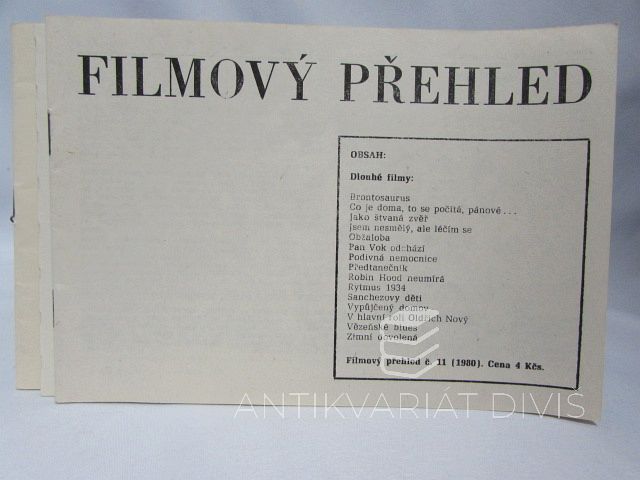 FILMOVÝ PŘEHLED
OBSAH:
Dlouhé filmy:
Brontosaurus
Co je doma, to se počítá, pánové...
Jako štvaná zvěř
Jsem nesmělý, ale léčím se
Obžaloba
Pan Vok odchází
Podivná nemocnice
Předtanečník
Robin Hood neumírá
Rytmus 1934
Sanchezovy děti
Vypůjčený domov
V hlavní roli Oldřich Nový
Vězeňské blues
Zimní dovolená
Filmový přehled č. 11 (1980). Cena 4 Kčs.
ANTIKVARIÁT DIVIŠ